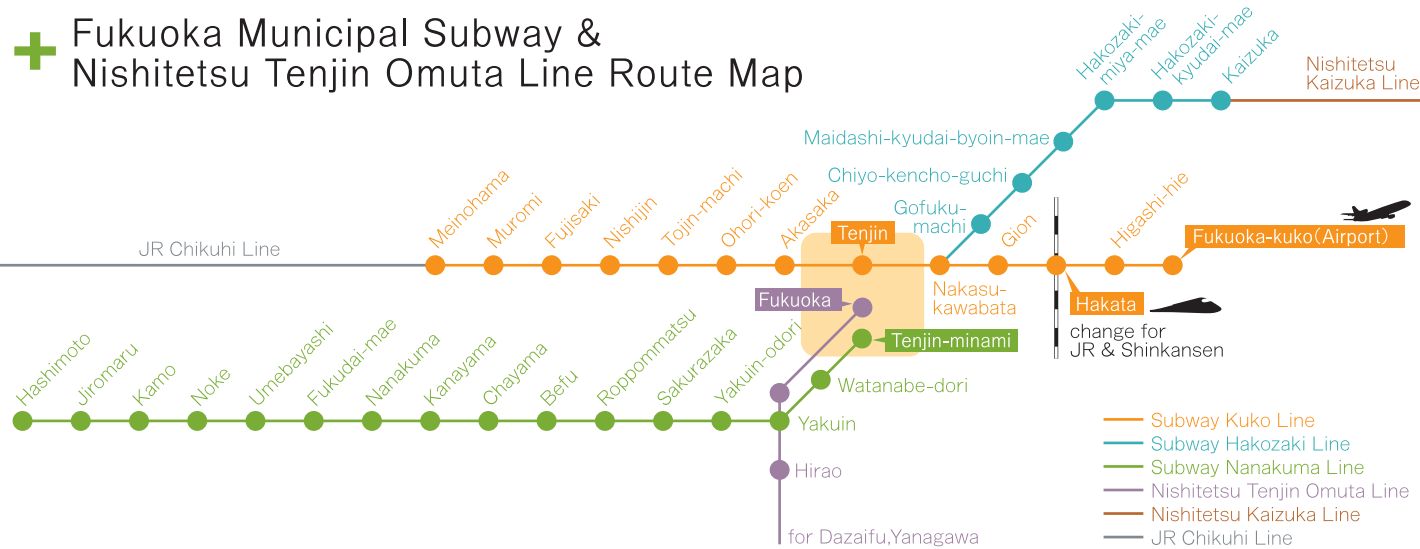 Fukuoka Municipal Subway &
Nishitetsu Tenjin Omuta Line Route Map
Hakozaki-
miya-mae
Hakozaki-
kyudai-mae
Kaizuka
Nishitetsu
Kaizuka Line
Maidashi-kyudai-byoin-mae
Chiyo-kencho-guchi
Gofuku-
machi
JR Chikuhi Line
Meinohama
Muromi
Fujisaki
Nishijin
Tojin-machi
Ohori-koen
Akasaka
Tenjin
Nakasu-
kawabata
Gion
Hakata
change for
JR & Shinkansen
Higashi-hie
Fukuoka-kuko(Airport)
Fukuoka
Tenjin-minami
Watanabe-dori
Hashimoto
Jiromaru
Kamo
Noke
Umebayashi
Fukudai-mae
Nanakuma
Kanayama
Chayama
Befu
Roppommatsu
Sakurazaka
Yakuin-odori
Yakuin
Hirao
for Dazaifu,Yanagawa
Subway Kuko Line
Subway Hakozaki Line
Subway Nanakuma Line
Nishitetsu Tenjin Omuta Line
Nishitetsu Kaizuka Line
JR Chikuhi Line